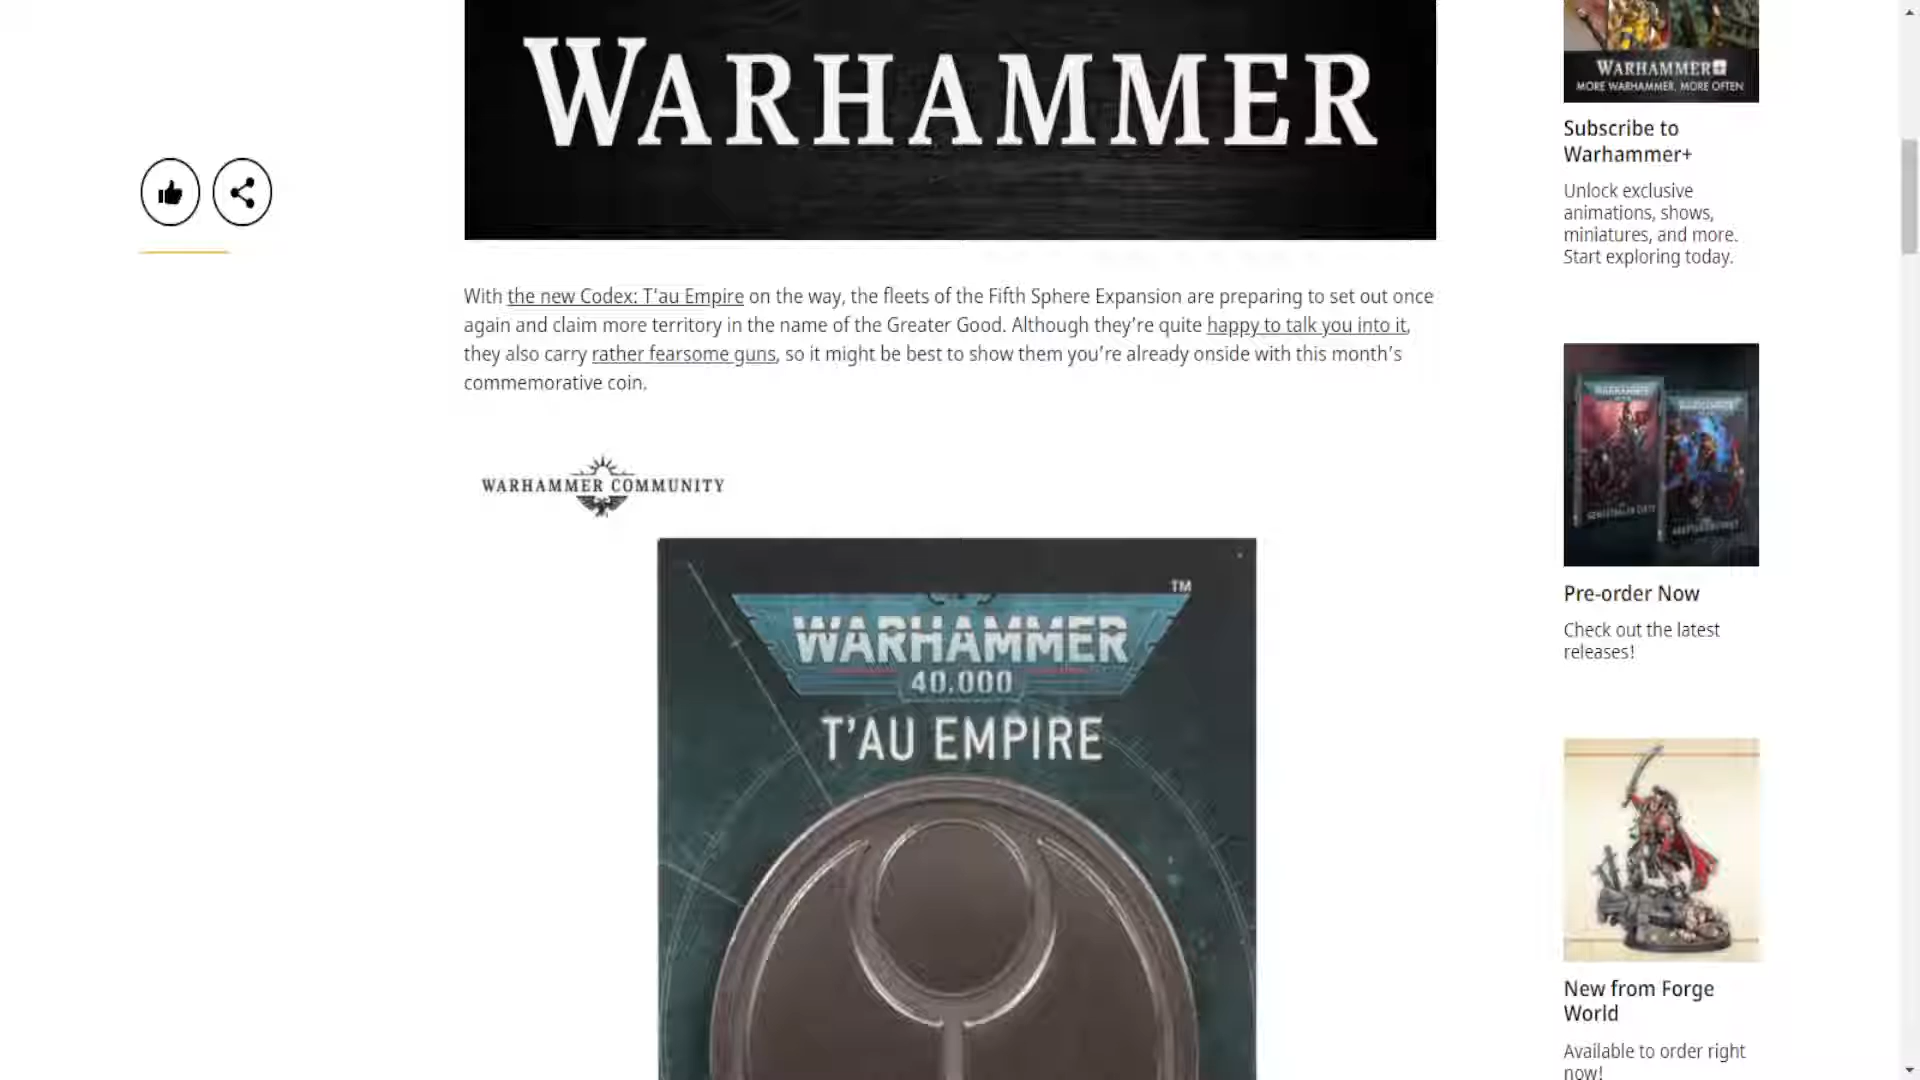 WARHAMMER
With the new Codex: T'au Empire on the way, the fleets of the Fifth Sphere Expansion are preparing to set out once
again and claim more territory in the name of the Greater Good. Although they're quite happy to talk you into it,
they also carry rather fearsome guns, so it might be best to show them you're already onside with this month's
commemorative coin.
WARHAMMER COMMUNITY
TM
WARHAMMER
40,000
T'AU EMPIRE
WARHAMMER+
MORE WARHAMMER. MORE OFTEN
Subscribe to
Warhammer+
Unlock exclusive
animations, shows,
miniatures, and more.
Start exploring today.
Pre-order Now
Check out the latest
releases!
New from Forge
World
Available to order right
now!